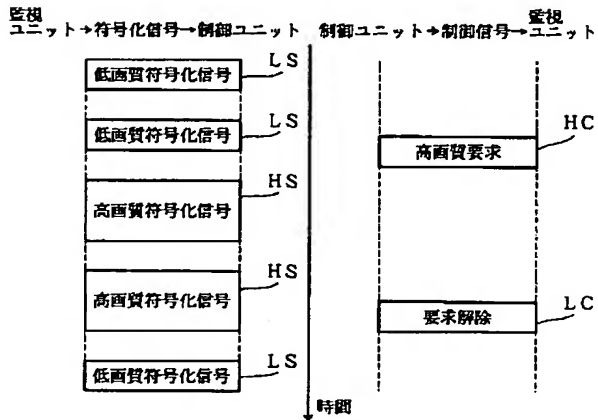 監視
ユニット→符号化信号→制御ユニット
制御ユニット→制御信号→監視
ユニット
LS
低画質符号化信号
LS
低画質符号化信号
HC
高画質要求
HS
高画質符号化信号
HS
高画質符号化信号
LC
要求解除
LS
低画質符号化信号
時間